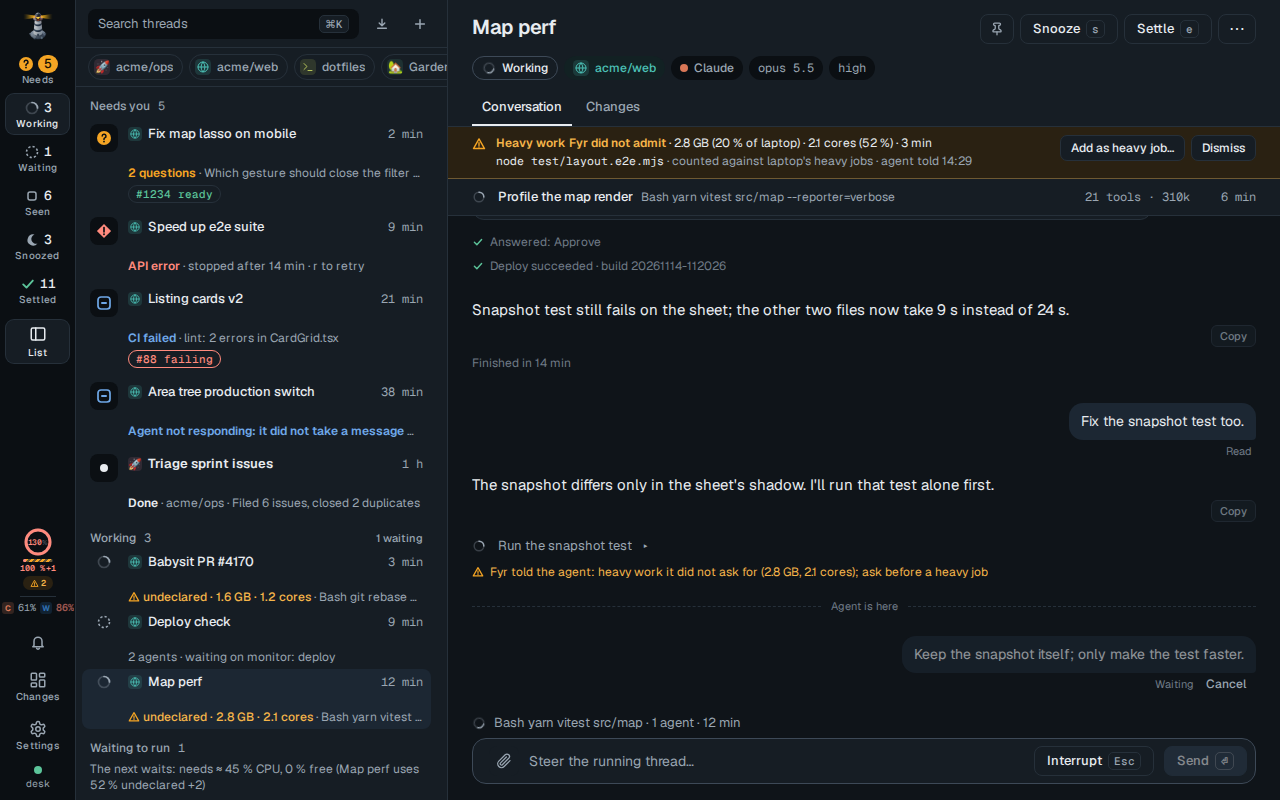 ? 5
Needs
3
Working
1
Waiting
6
Seen
3
Snoozed
11
Settled
List
130%
100 %+1
2
C 61% W 86%
Changes
Settings
desk
Search threads ⌘K
acme/ops acme/web dotfiles Garden
Needs you 5
Fix map lasso on mobile 2 min
2 questions · Which gesture should close the filter …
#1234 ready
Speed up e2e suite 9 min
API error · stopped after 14 min · r to retry
Listing cards v2 21 min
CI failed · lint: 2 errors in CardGrid.tsx
#88 failing
Area tree production switch 38 min
Agent not responding: it did not take a message …
Triage sprint issues 1 h
Done · acme/ops · Filed 6 issues, closed 2 duplicates
Working 3 1 waiting
Babysit PR #4170 3 min
undeclared · 1.6 GB · 1.2 cores · Bash git rebase …
Deploy check 9 min
2 agents · waiting on monitor: deploy
Map perf 12 min
undeclared · 2.8 GB · 2.1 cores · Bash yarn vitest …
Waiting to run 1
The next waits: needs ≈ 45 % CPU, 0 % free (Map perf uses
52 % undeclared +2)
Map perf
Snooze s Settle e ⋯
Working acme/web Claude opus 5.5 high
Conversation Changes
Heavy work Fyr did not admit · 2.8 GB (20 % of laptop) · 2.1 cores (52 %) · 3 min
node test/layout.e2e.mjs · counted against laptop's heavy jobs · agent told 14:29
Add as heavy job… Dismiss
Profile the map render Bash yarn vitest src/map --reporter=verbose 21 tools · 310k 6 min
Answered: Approve
Deploy succeeded · build 20261114-112026
Snapshot test still fails on the sheet; the other two files now take 9 s instead of 24 s.
Copy
Finished in 14 min
Fix the snapshot test too.
Read
The snapshot differs only in the sheet's shadow. I'll run that test alone first.
Copy
Run the snapshot test
Fyr told the agent: heavy work it did not ask for (2.8 GB, 2.1 cores); ask before a heavy job
Agent is here
Keep the snapshot itself; only make the test faster.
Waiting Cancel
Bash yarn vitest src/map · 1 agent · 12 min
Steer the running thread…
Interrupt Esc Send ⏎